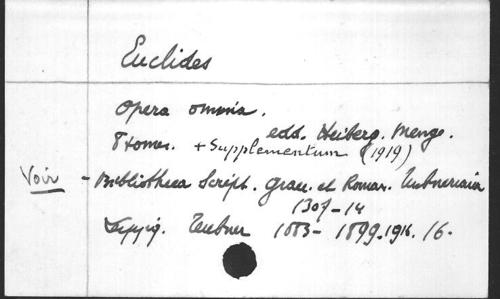 Euclides
Opera omnia.
edd. Heiberg. Menge.
8 tomes. + Supplementum (1919)
Voir - Bibliotheca Script. Graec. et Roman. Teubneriana
1307-14
Leipzig. Teubner 1883 - 1899. 1916. 16.